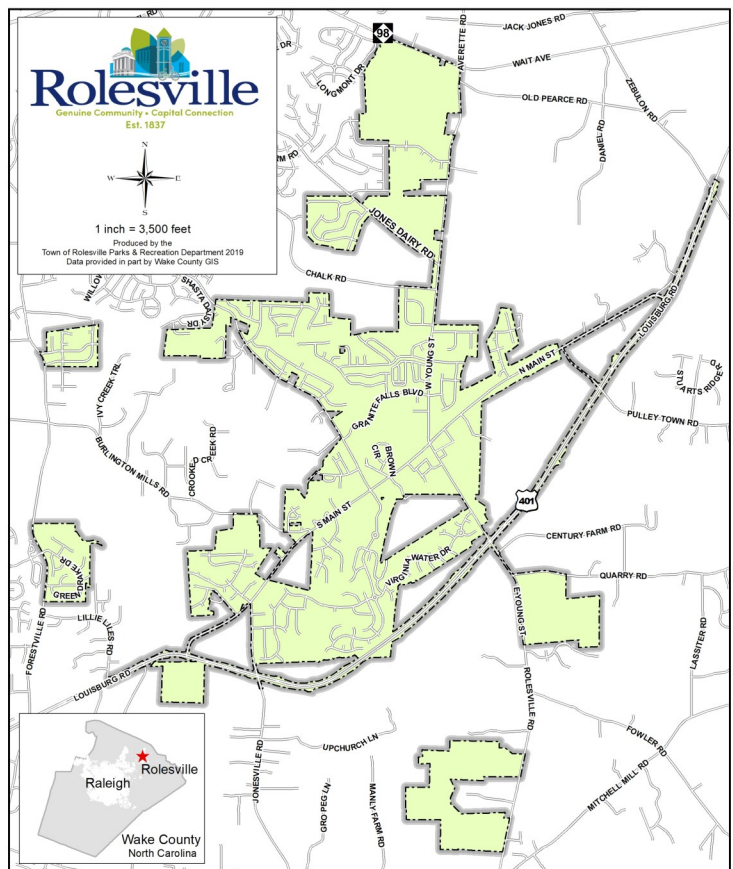 Rolesville
Genuine Community • Capital Connection
Est. 1837
N
W E
S
1 inch = 3,500 feet
Produced by the
Town of Rolesville Parks & Recreation Department 2019
Data provided in part by Wake County GIS
98
DR
LONGMONT DR
AVERETTE RD
JACK JONES RD
WAIT AVE
ZEBULON RD
OLD PEARCE RD
DANIEL RD
RD
JONES DAIRY RD
CHALK RD
SHASTA DAISY DR
LOUISBURG RD
N MAIN ST
W YOUNG ST
STUARTS RIDGE RD
IVY CREEK TRL
GRANITE FALLS BLVD
PULLEY TOWN RD
BURLINGTON MILLS RD
CROOKED CREEK RD
BROWN
CIR
S MAIN ST
401
CENTURY FARM RD
VIRGINIA WATER DR
QUARRY RD
GREEN DRAKE DR
E YOUNG ST
LILLIE LILES RD
FORESTVILLE RD
LASSITER RD
LOUISBURG RD
ROLESVILLE RD
JONESVILLE RD
UPCHURCH LN
FOWLER RD
MITCHELL MILL RD
GRO PEG LN
MANLY FARM RD
Raleigh
Rolesville
Wake County
North Carolina